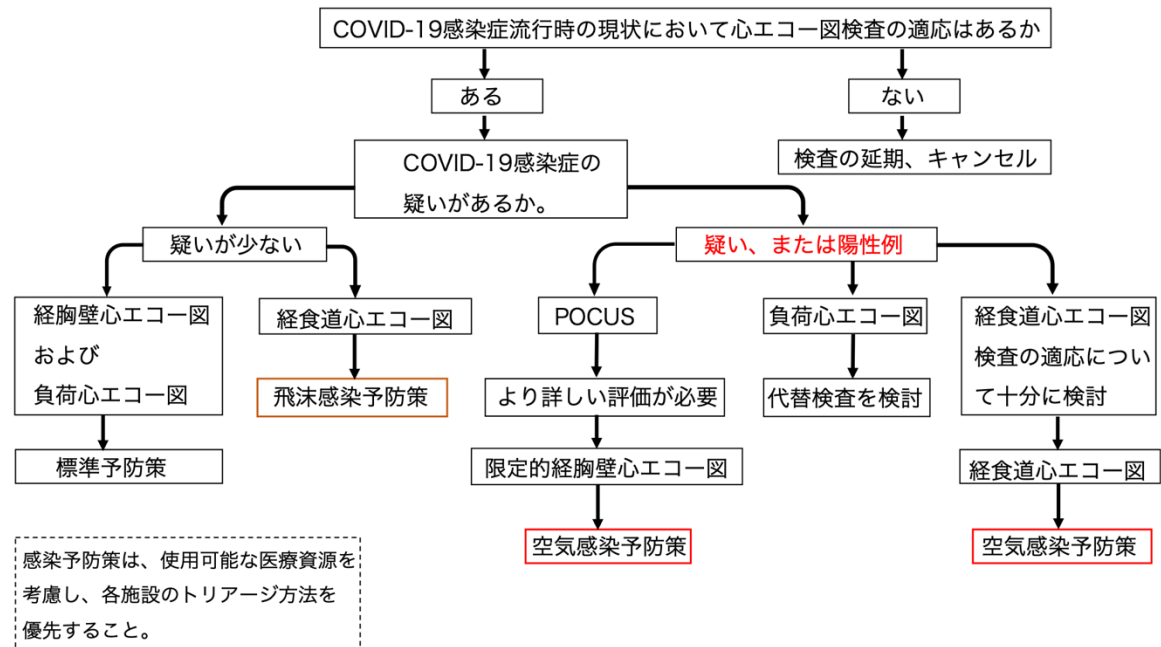 COVID-19感染症流行時の現状において心エコー図検査の適応はあるか
ある
ない
COVID-19感染症の
疑いがあるか。
検査の延期、キャンセル
疑いが少ない
疑い、または陽性例
経胸壁心エコー図
および
負荷心エコー図
経食道心エコー図
POCUS
負荷心エコー図
経食道心エコー図
検査の適応につい
て十分に検討
飛沫感染予防策
より詳しい評価が必要
代替検査を検討
標準予防策
限定的経胸壁心エコー図
経食道心エコー図
空気感染予防策
空気感染予防策
感染予防策は、使用可能な医療資源を
考慮し、各施設のトリアージ方法を
優先すること。